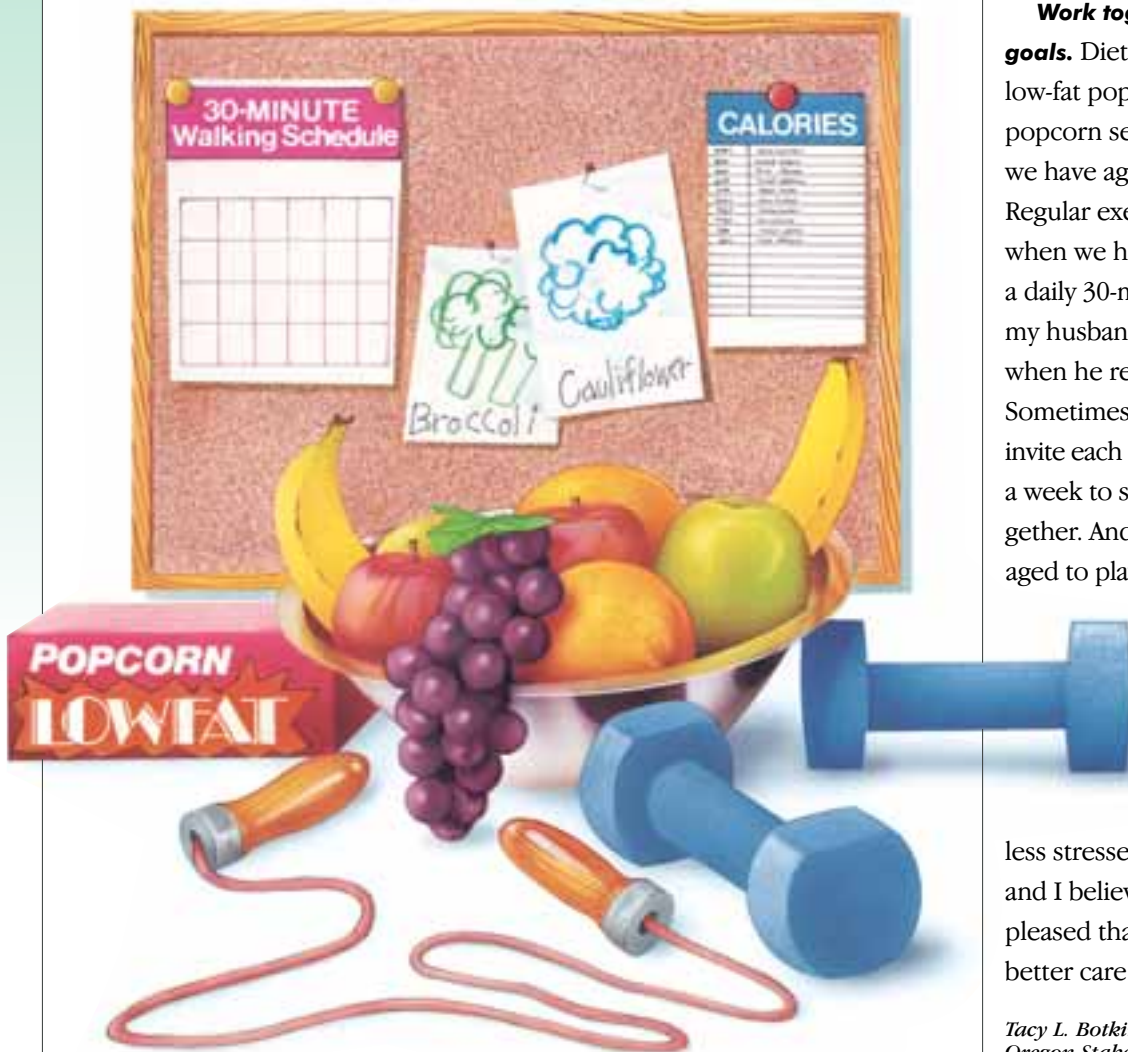 30-MINUTE
Walking Schedule
CALORIES
Broccoli
Cauliflower
POPCORN
LOWFAT
Work
goals. Diet
low-fat pop
popcorn se
we have ag
Regular exe
when we h
a daily 30-m
my husban
when he re
Sometimes
invite each
a week to s
gether. And
aged to pla
less stresse
and I believ
pleased tha
better care
Tacy L. Botki
Oregon Stake